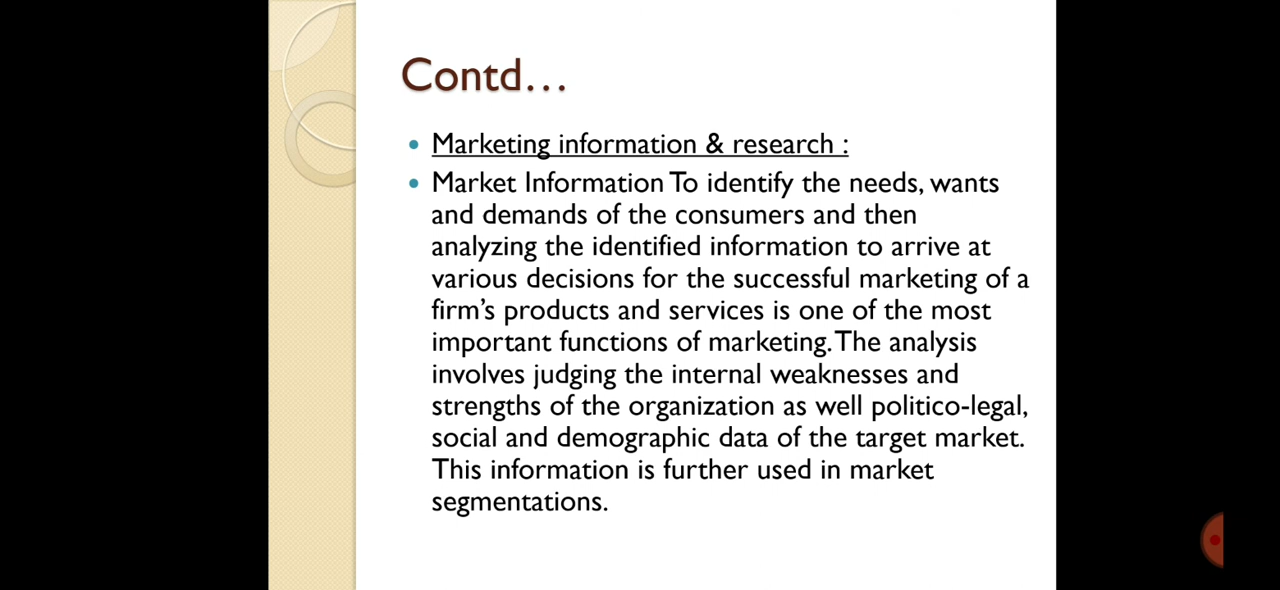 Contd…
Marketing information & research :
Market Information To identify the needs, wants
and demands of the consumers and then
analyzing the identified information to arrive at
various decisions for the successful marketing of a
firm’s products and services is one of the most
important functions of marketing. The analysis
involves judging the internal weaknesses and
strengths of the organization as well politico-legal,
social and demographic data of the target market.
This information is further used in market
segmentations.